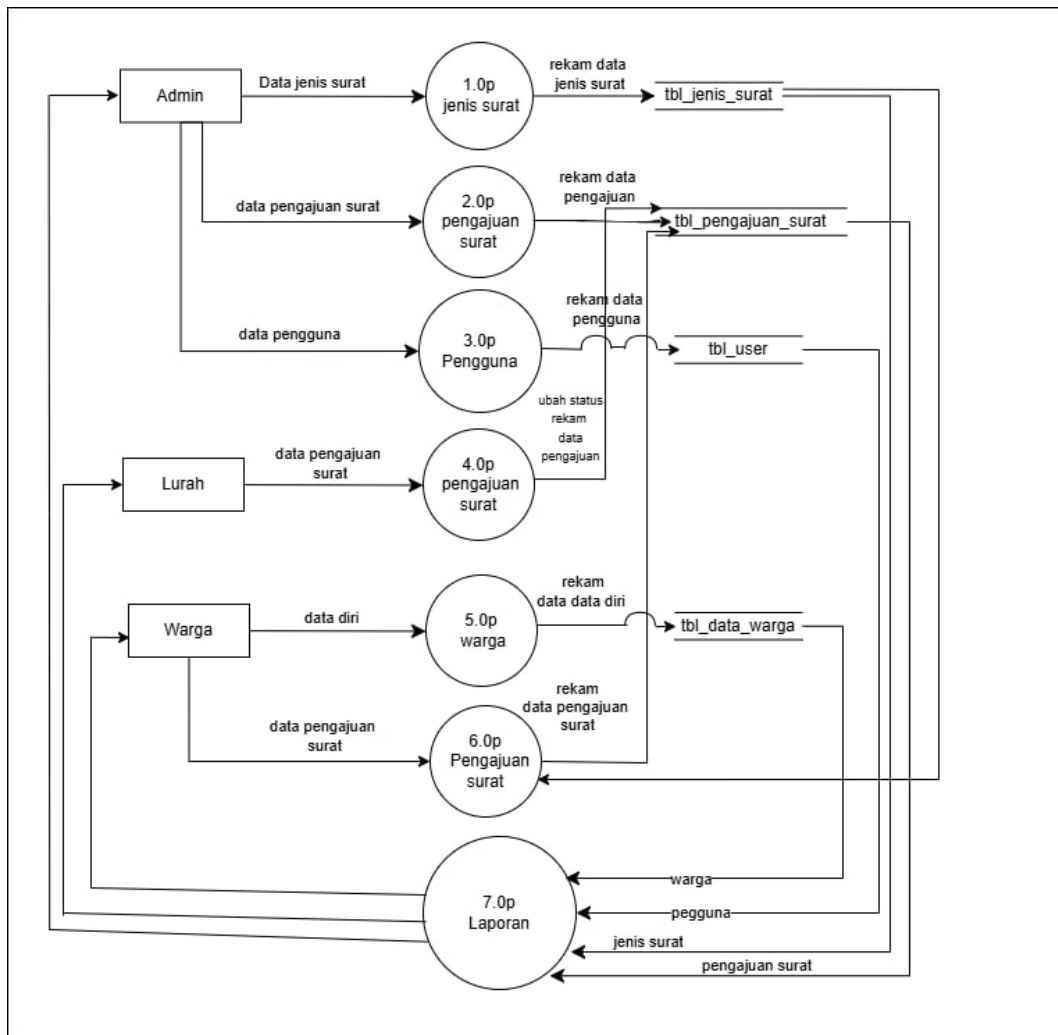 Admin
Data jenis surat
1.0p
jenis surat
rekam data
jenis surat
tbl_jenis_surat
data pengajuan surat
2.0p
pengajuan
surat
rekam data
pengajuan
tbl_pengajuan_surat
data pengguna
3.0p
Pengguna
rekam data
pengguna
tbl_user
Lurah
data pengajuan
surat
4.0p
pengajuan
surat
ubah status
rekam
data
pengajuan
Warga
data diri
5.0p
warga
rekam
data data diri
tbl_data_warga
data pengajuan
surat
6.0p
Pengajuan
surat
rekam
data pengajuan
surat
7.0p
Laporan
warga
pegguna
jenis surat
pengajuan surat